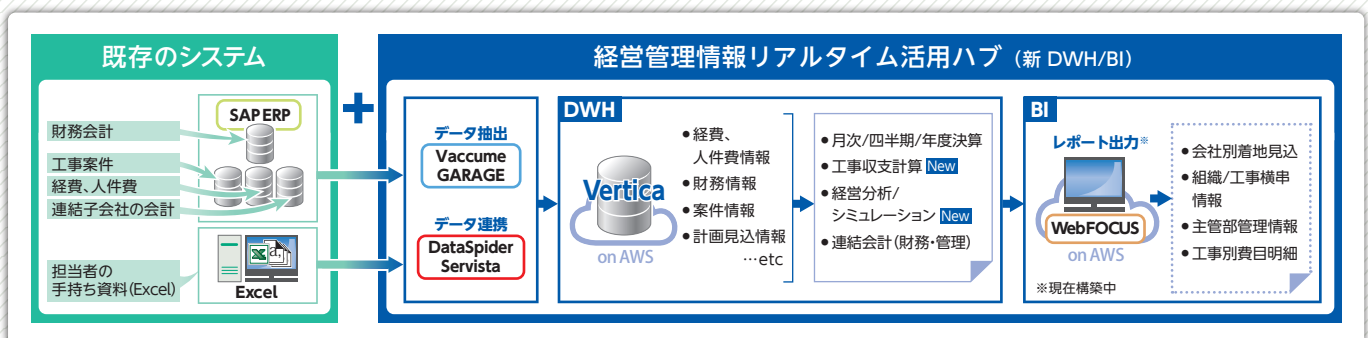 既存のシステム
財務会計
工事案件
経費、人件費
連結子会社の会計
担当者の
手持ち資料(Excel)
SAP ERP
Excel
+
経営管理情報リアルタイム活用ハブ（新 DWH/BI）
データ抽出
Vaccume
GARAGE
データ連携
DataSpider
Servista
DWH
Vertica
on AWS
●経費、
人件費情報
●財務情報
●案件情報
●計画見込情報
…etc
●月次/四半期/年度決算
●工事収支計算 New
●経営分析/
シミュレーション New
●連結会計(財務・管理)
BI
レポート出力※
WebFOCUS
on AWS
※現在構築中
●会社別着地見込
●組織/工事横串
情報
●主管部管理情報
●工事別費目明細